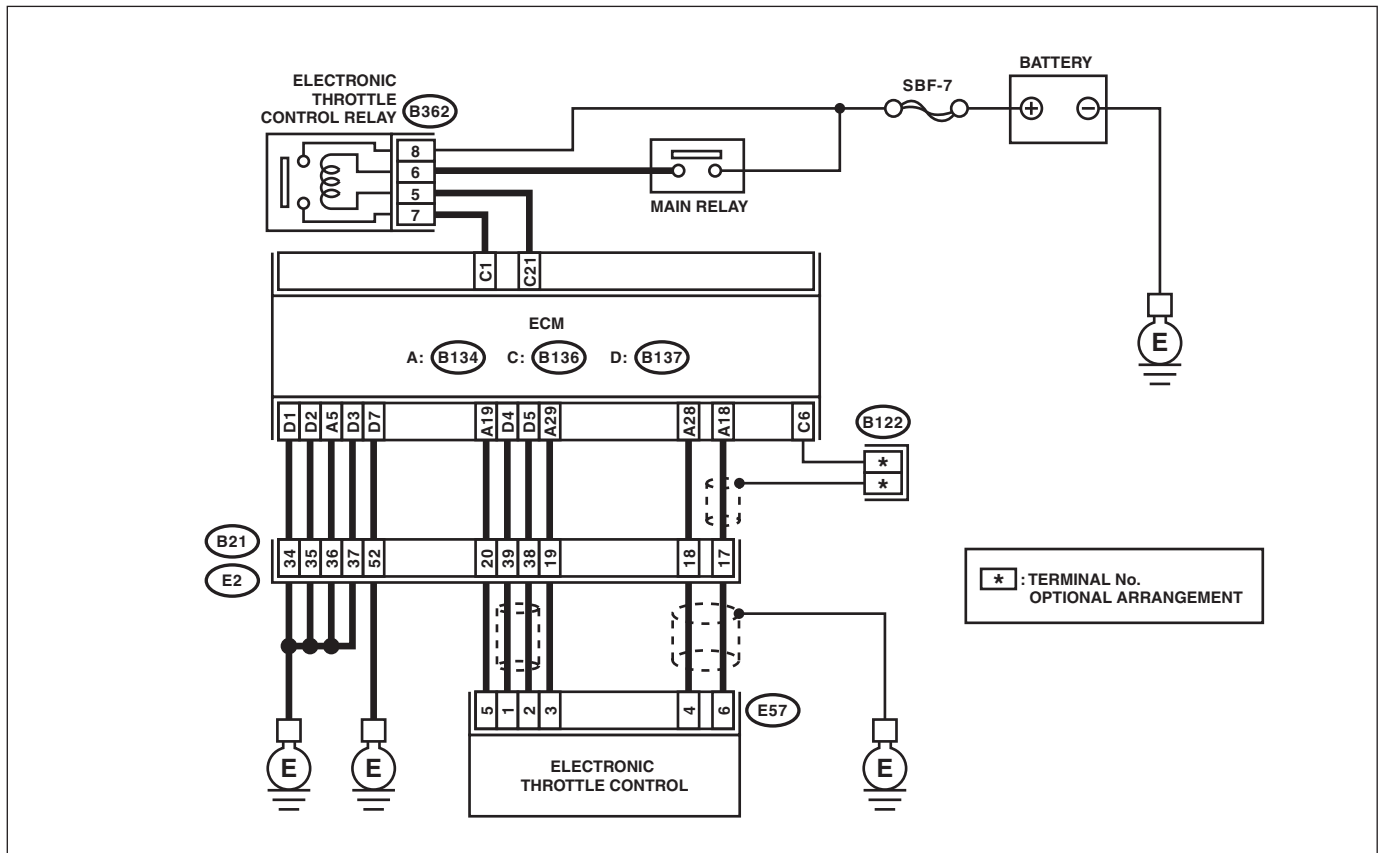 BATTERY
SBF-7
ELECTRONIC
THROTTLE
CONTROL RELAY
B362
8
6
5
7
MAIN RELAY
C1
C21
ECM
A: B134 C: B136 D: B137
E
D1 D2 A5 D3 D7 A19 D4 D5 A29 A28 A18 C6
B122
*
*
B21
34 35 36 37 52 20 39 38 19 18 17
E2
* : TERMINAL No.
OPTIONAL ARRANGEMENT
5 1 2 3 4 6
E57
E E E
ELECTRONIC
THROTTLE CONTROL